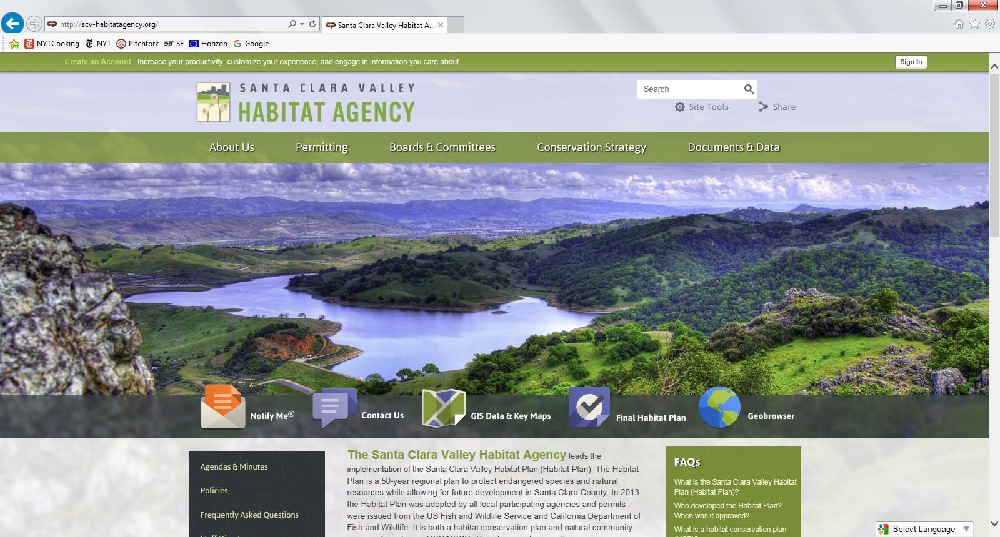 http://scv-habitatagency.org/
Santa Clara Valley Habitat A...
NYTCooking NYT Pitchfork SF Horizon Google
Create an Account - Increase your productivity, customize your experience, and engage in information you care about.
Sign In
SANTA CLARA VALLEY
HABITAT AGENCY
Search
Site Tools Share
About Us Permitting Boards & Committees Conservation Strategy Documents & Data
Notify Me® Contact Us GIS Data & Key Maps Final Habitat Plan Geobrowser
Agendas & Minutes
Policies
Frequently Asked Questions
The Santa Clara Valley Habitat Agency leads the
implementation of the Santa Clara Valley Habitat Plan (Habitat Plan). The Habitat
Plan is a 50-year regional plan to protect endangered species and natural
resources while allowing for future development in Santa Clara County. In 2013
the Habitat Plan was adopted by all local participating agencies and permits
were issued from the US Fish and Wildlife Service and California Department of
Fish and Wildlife. It is both a habitat conservation plan and natural community
FAQs
What is the Santa Clara Valley Habitat
Plan (Habitat Plan)?
Who developed the Habitat Plan?
When was it approved?
What is a habitat conservation plan
Select Language